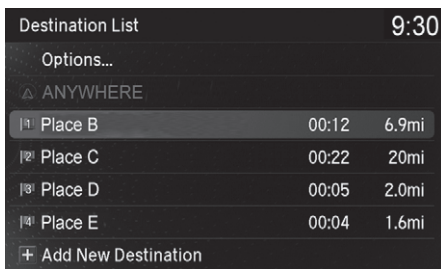 Destination List 9:30
Options...
ANYWHERE
1 Place B 00:12 6.9mi
2 Place C 00:22 20mi
3 Place D 00:05 2.0mi
4 Place E 00:04 1.6mi
+ Add New Destination